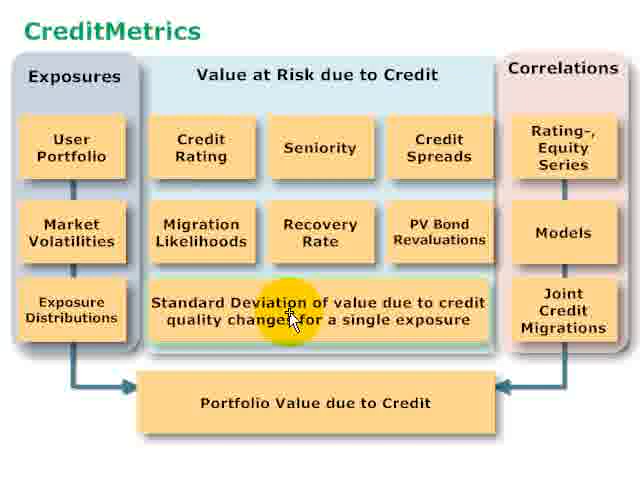 CreditMetrics
Exposures
Value at Risk due to Credit
Correlations
User
Portfolio
Credit
Rating
Seniority
Credit
Spreads
Rating-,
Equity
Series
Market
Volatilities
Migration
Likelihoods
Recovery
Rate
PV Bond
Revaluations
Models
Exposure
Distributions
Standard Deviation of value due to credit
quality changes for a single exposure
Joint
Credit
Migrations
Portfolio Value due to Credit